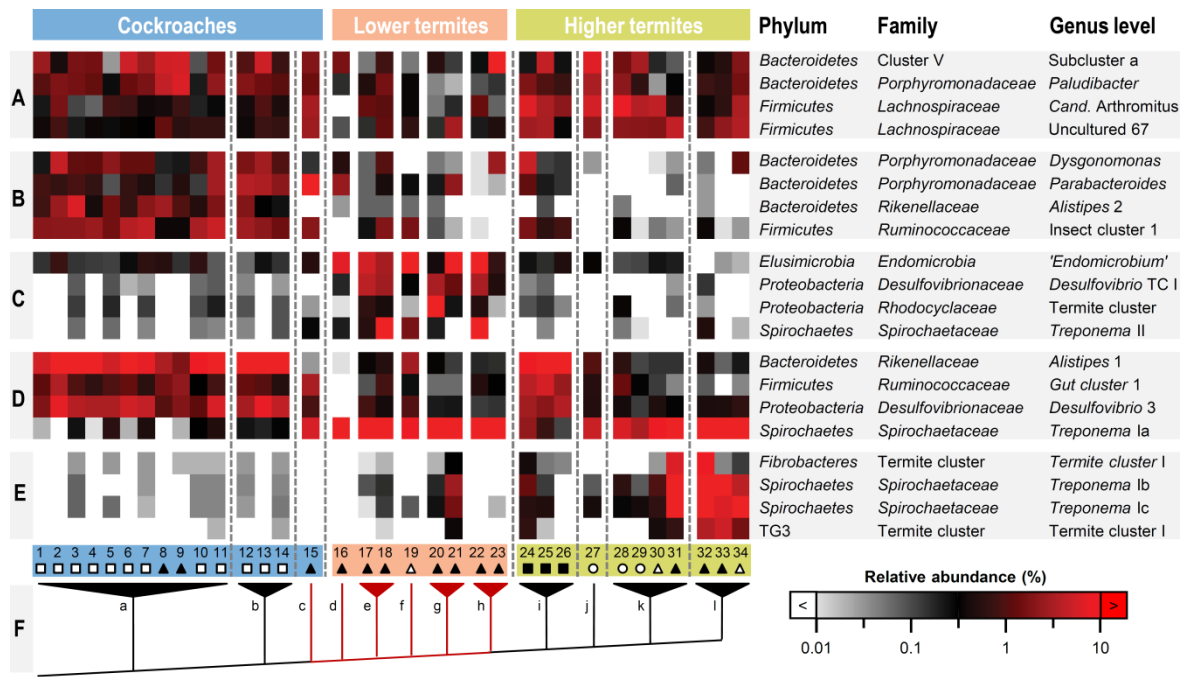 Cockroaches Lower termites Higher termites Phylum Family Genus level
A
Bacteroidetes Cluster V Subcluster a
Bacteroidetes Porphyromonadaceae Paludibacter
Firmicutes Lachnospiraceae Cand. Arthromitus
Firmicutes Lachnospiraceae Uncultured 67
B
Bacteroidetes Porphyromonadaceae Dysgonomonas
Bacteroidetes Porphyromonadaceae Parabacteroides
Bacteroidetes Rikenellaceae Alistipes 2
Firmicutes Ruminococcaceae Insect cluster 1
C
Elusimicrobia Endomicrobia 'Endomicrobium'
Proteobacteria Desulfovibrionaceae Desulfovibrio TC I
Proteobacteria Rhodocyclaceae Termite cluster
Spirochaetes Spirochaetaceae Treponema II
D
Bacteroidetes Rikenellaceae Alistipes 1
Firmicutes Ruminococcaceae Gut cluster 1
Proteobacteria Desulfovibrionaceae Desulfovibrio 3
Spirochaetes Spirochaetaceae Treponema Ia
E
Fibrobacteres Termite cluster Termite cluster I
Spirochaetes Spirochaetaceae Treponema Ib
Spirochaetes Spirochaetaceae Treponema Ic
TG3 Termite cluster Termite cluster I
1 2 3 4 5 6 7 8 9 10 11 12 13 14 15 16 17 18 19 20 21 22 23 24 25 26 27 28 29 30 31 32 33 34
F
a b c d e f g h i j k l
Relative abundance (%)
< >
0.01 0.1 1 10